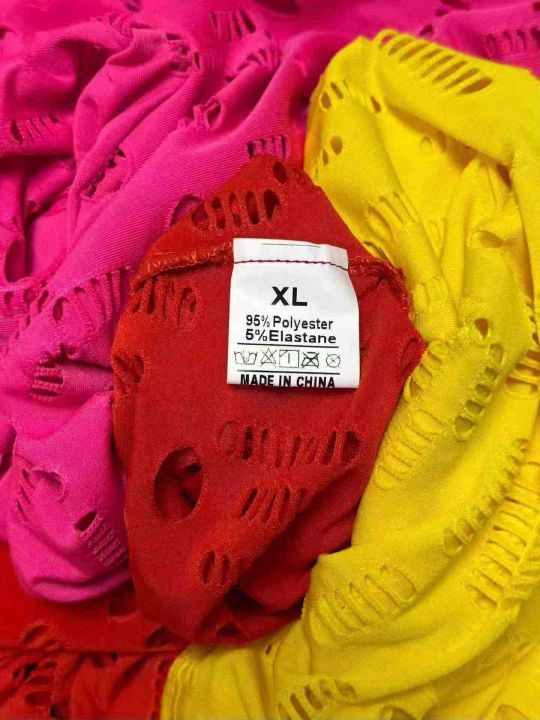 XL
95% Polyester
5%Elastane
MADE IN CHINA